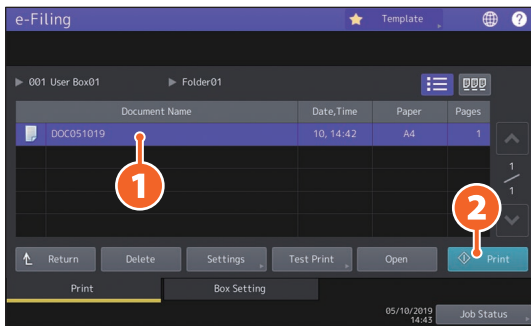 e-Filing Template ?
001 User Box01 Folder01
Document Name Date,Time Paper Pages
DOC051019 10, 14:42 A4 1
1
1
1
2
Return Delete Settings Test Print Open Print
Print Box Setting
05/10/2019
14:43
Job Status